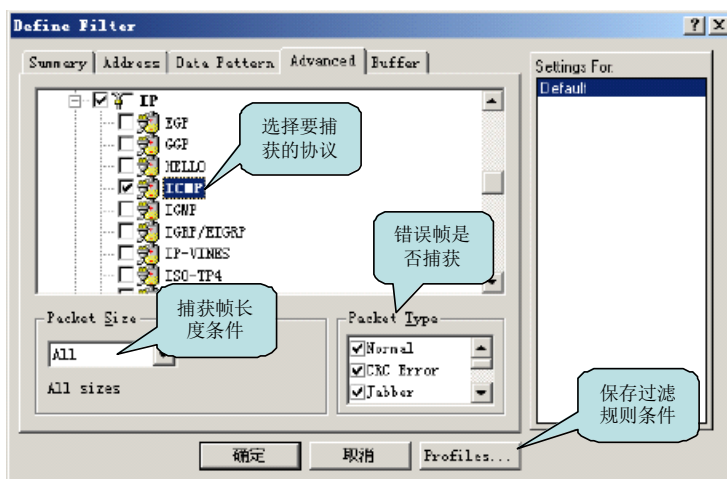 Define Filter
Summary
Address
Data Pattern
Advanced
Buffer
Settings For:
Default
IP
EGP
GGP
HELLO
ICMP
IGMP
IGRP/EIGRP
IP-VINES
ISO-TP4
选择要捕
获的协议
错误帧是
否捕获
捕获帧长
度条件
Packet Size
All
All sizes
Packet Type
Normal
CRC Error
Jabber
保存过滤
规则条件
确定
取消
Profiles...